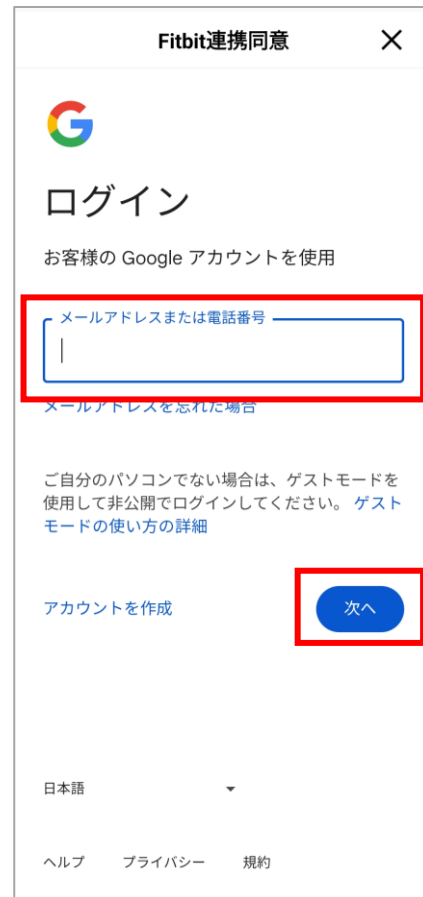 Fitbit連携同意
ログイン
お客様の Google アカウントを使用
メールアドレスまたは電話番号
メールアドレスを忘れた場合
ご自分のパソコンでない場合は、ゲストモードを
使用して非公開でログインしてください。 ゲスト
モードの使い方の詳細
アカウントを作成
次へ
日本語
ヘルプ プライバシー 規約